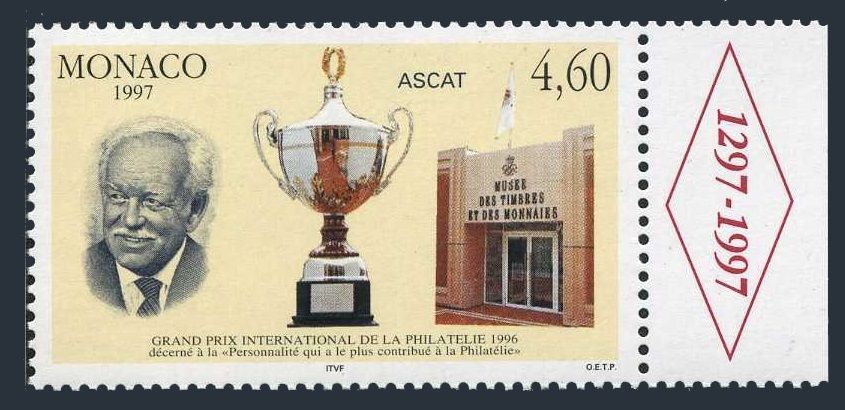 MONACO
1997
ASCAT
4,60
MUSEE
DES TIMBRES
ET DES MONNAIES
GRAND PRIX INTERNATIONAL DE LA PHILATELIE 1996
décerné à la «Personnalité qui a le plus contribué à la Philatélie»
ITVF
O.E.T.P.
1297-1997